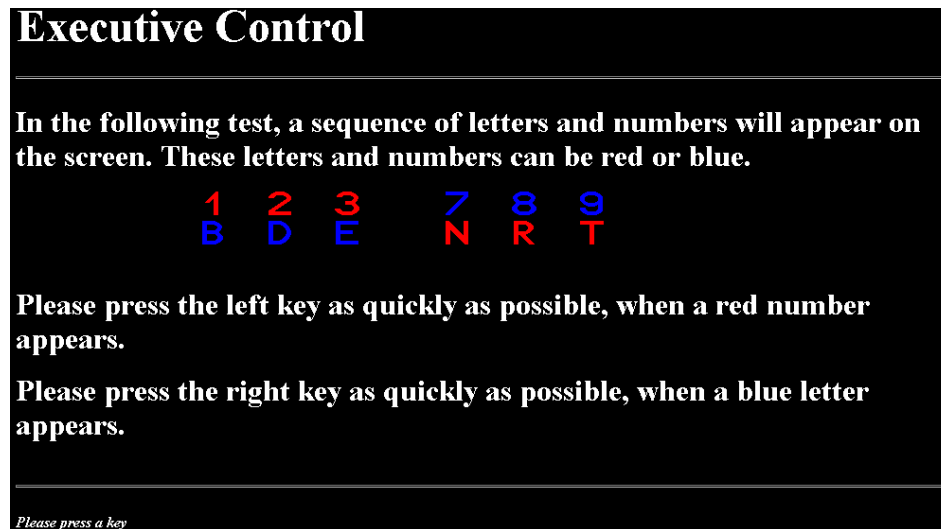 Executive Control
In the following test, a sequence of letters and numbers will appear on
the screen. These letters and numbers can be red or blue.
1 2 3 7 8 9
B D E N R T
Please press the left key as quickly as possible, when a red number
appears.
Please press the right key as quickly as possible, when a blue letter
appears.
Please press a key